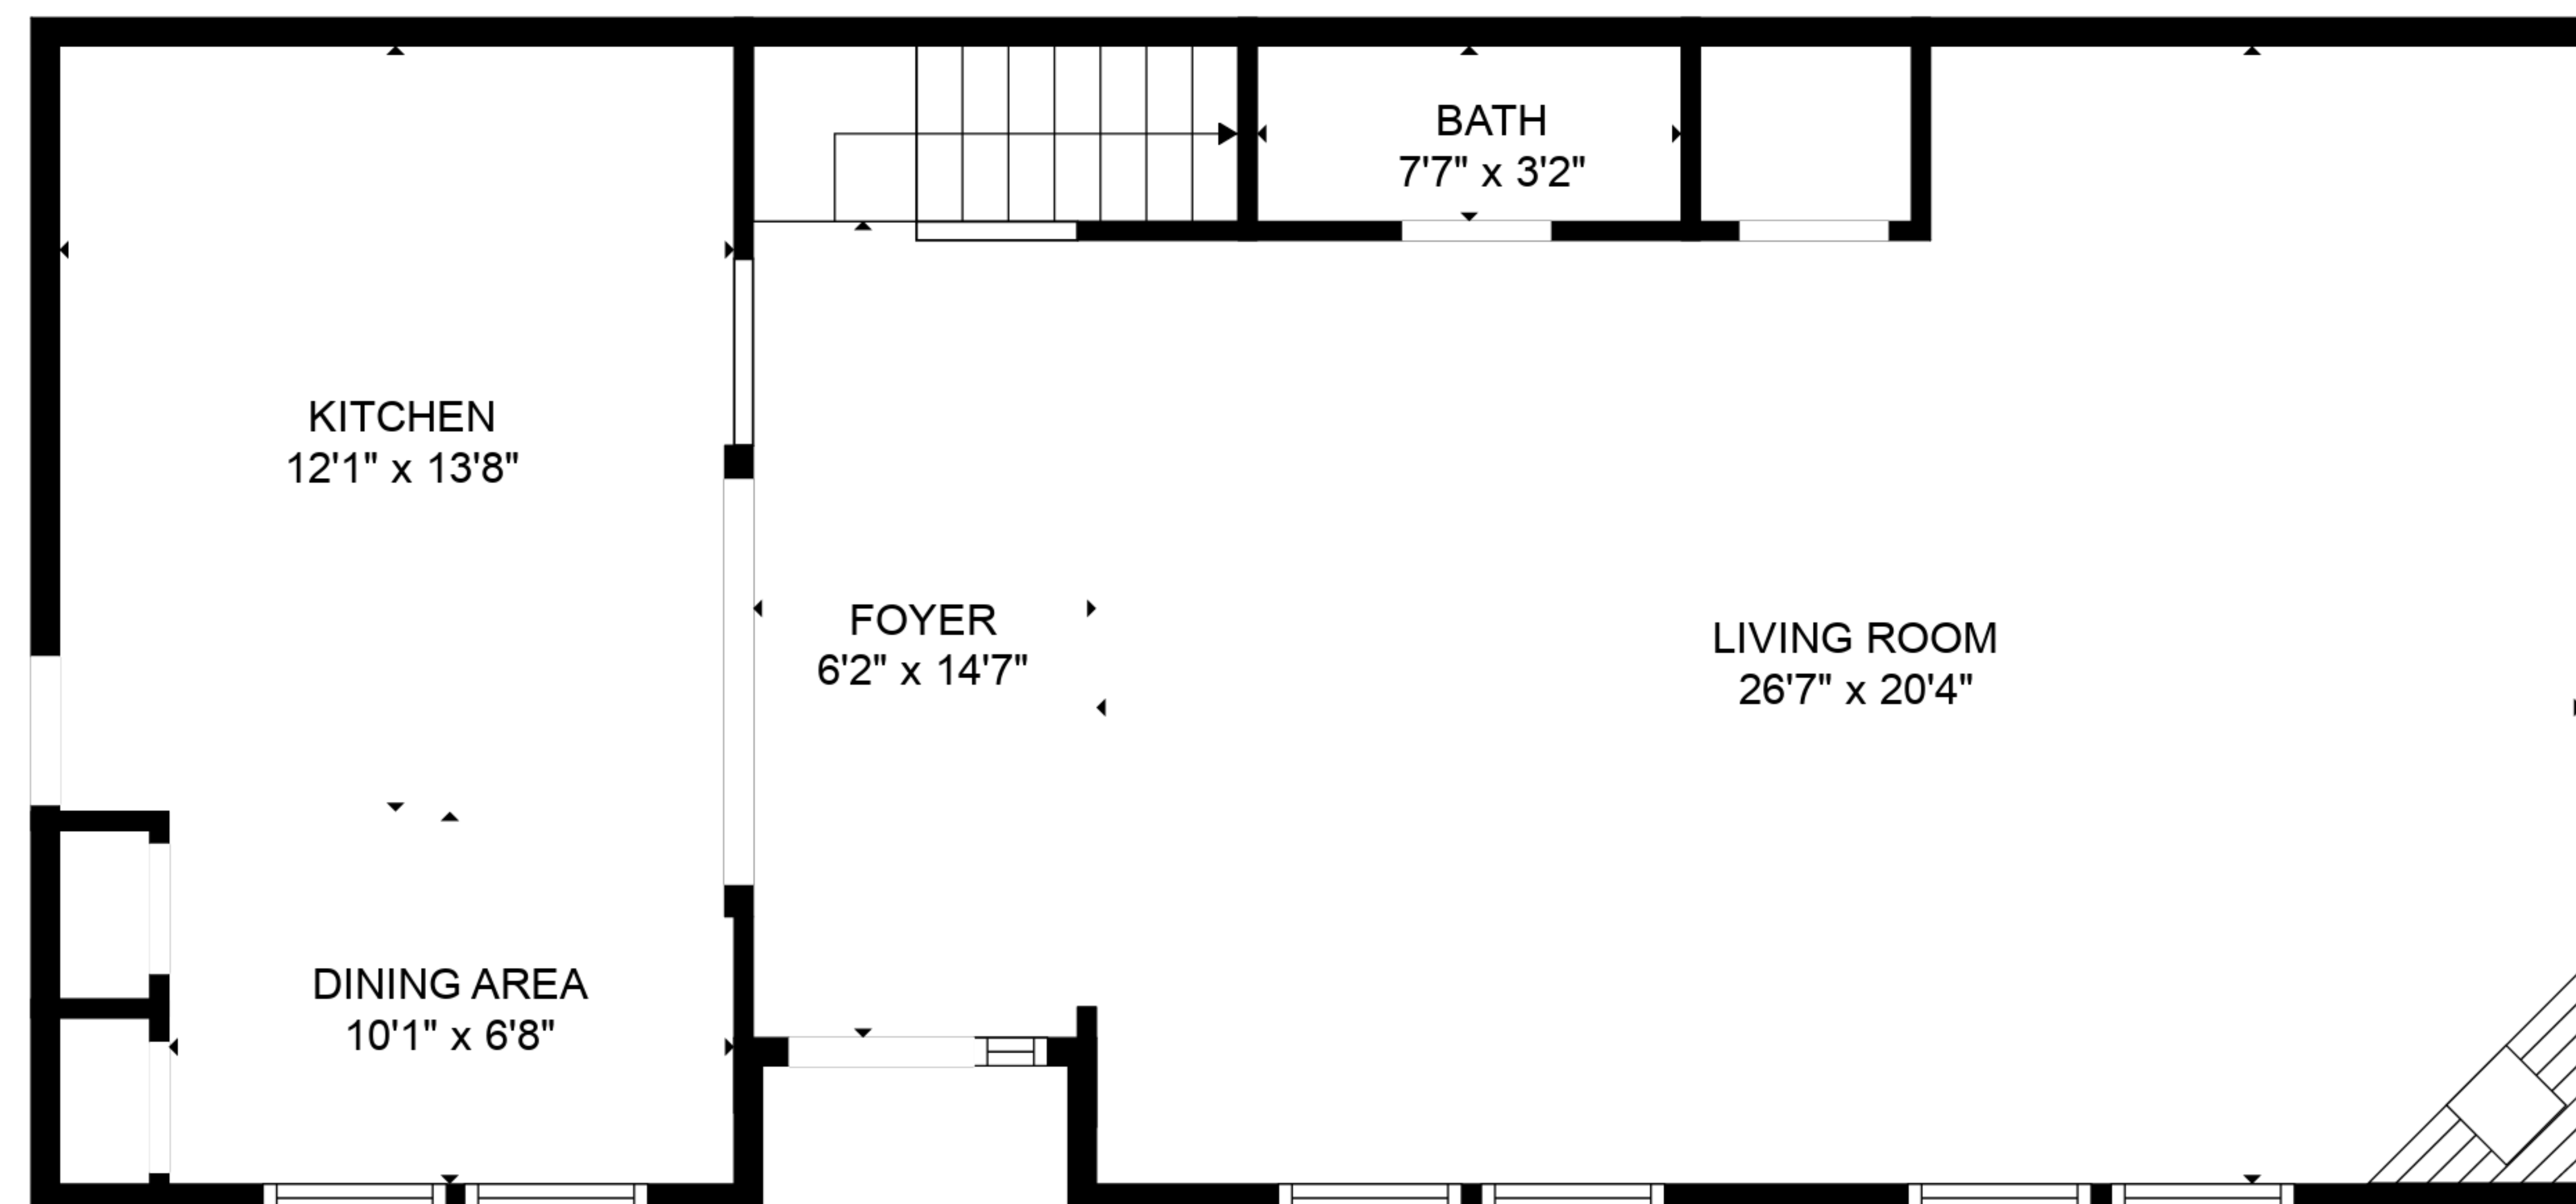 BATH
7'7" x 3'2"
KITCHEN
12'1" x 13'8"
FOYER
6'2" x 14'7"
LIVING ROOM
26'7" x 20'4"
DINING AREA
10'1" x 6'8"